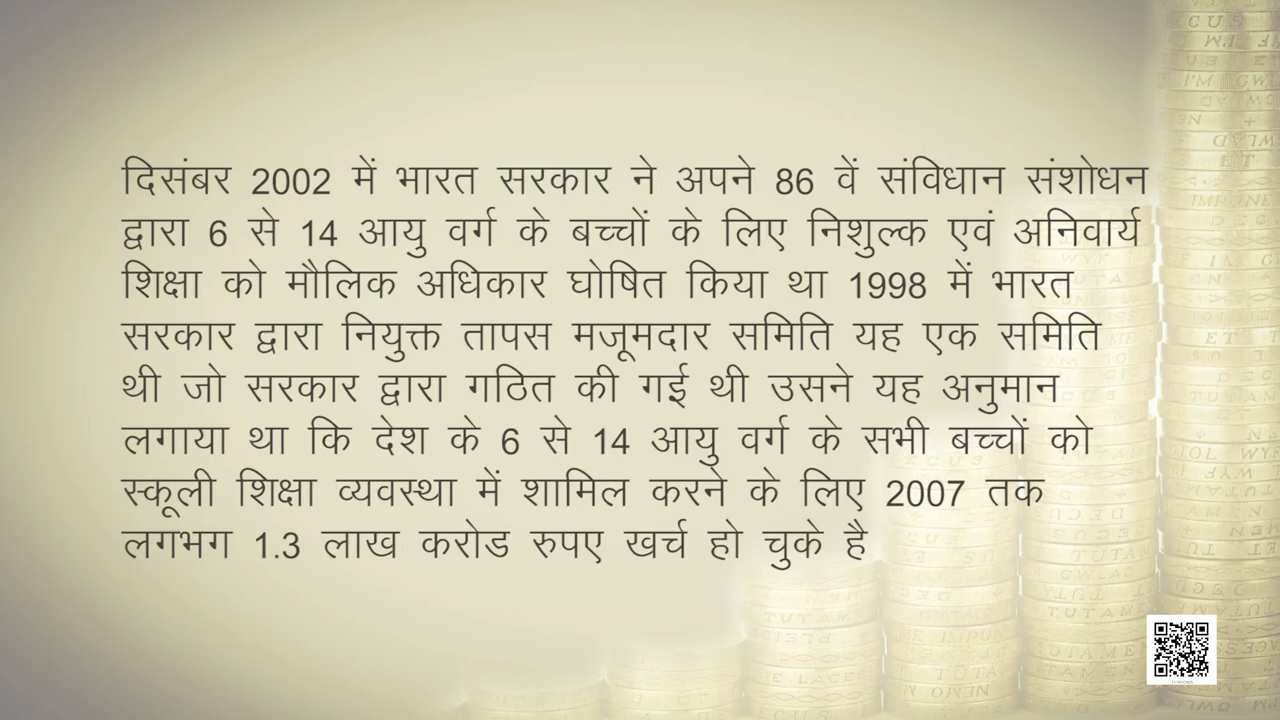 दिसंबर 2002 में भारत सरकार ने अपने 86 वें संविधान संशोधन
द्वारा 6 से 14 आयु वर्ग के बच्चों के लिए निशुल्क एवं अनिवार्य
शिक्षा को मौलिक अधिकार घोषित किया था 1998 में भारत
सरकार द्वारा नियुक्त तापस मजूमदार समिति यह एक समिति
थी जो सरकार द्वारा गठित की गई थी उसने यह अनुमान
लगाया था कि देश के 6 से 14 आयु वर्ग के सभी बच्चों को
स्कूली शिक्षा व्यवस्था में शामिल करने के लिए 2007 तक
लगभग 1.3 लाख करोड रुपए खर्च हो चुके है